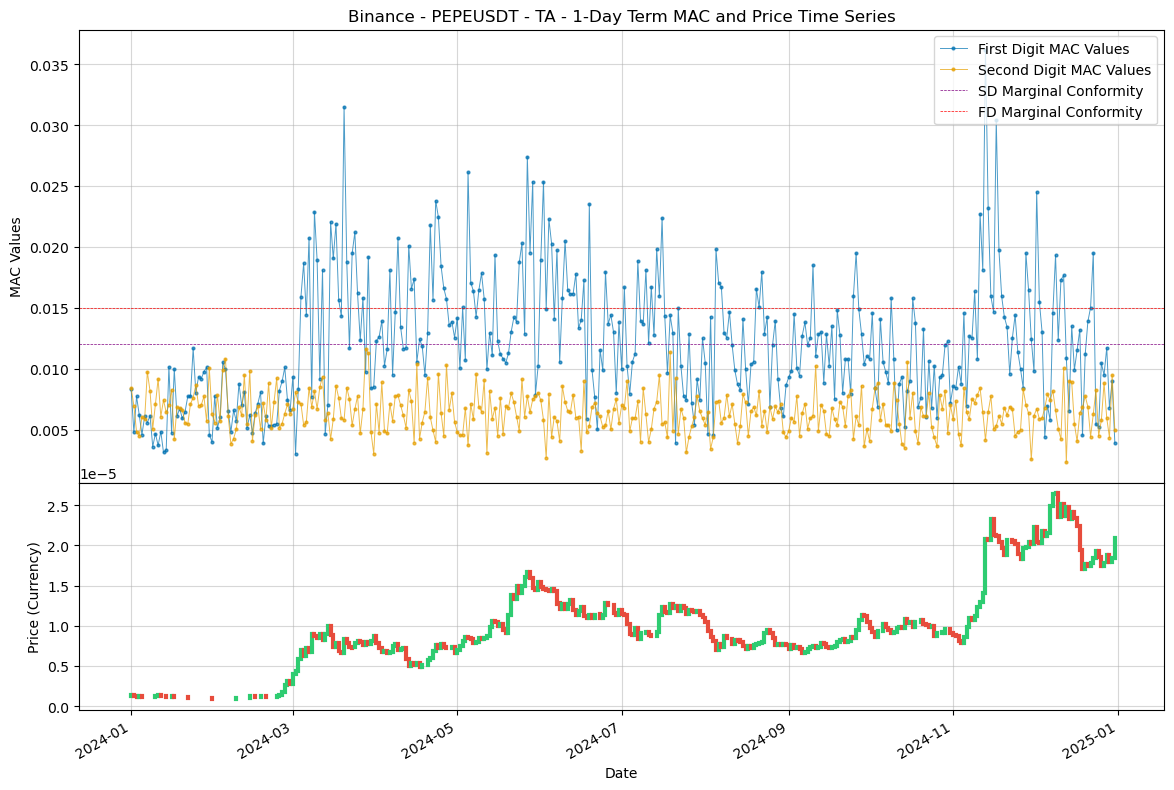 Binance - PEPEUSDT - TA - 1-Day Term MAC and Price Time Series
First Digit MAC Values
Second Digit MAC Values
SD Marginal Conformity
FD Marginal Conformity
MAC Values
0.035
0.030
0.025
0.020
0.015
0.010
0.005
1e−5
Price (Currency)
2.5
2.0
1.5
1.0
0.5
0.0
2024-01
2024-03
2024-05
2024-07
2024-09
2024-11
2025-01
Date